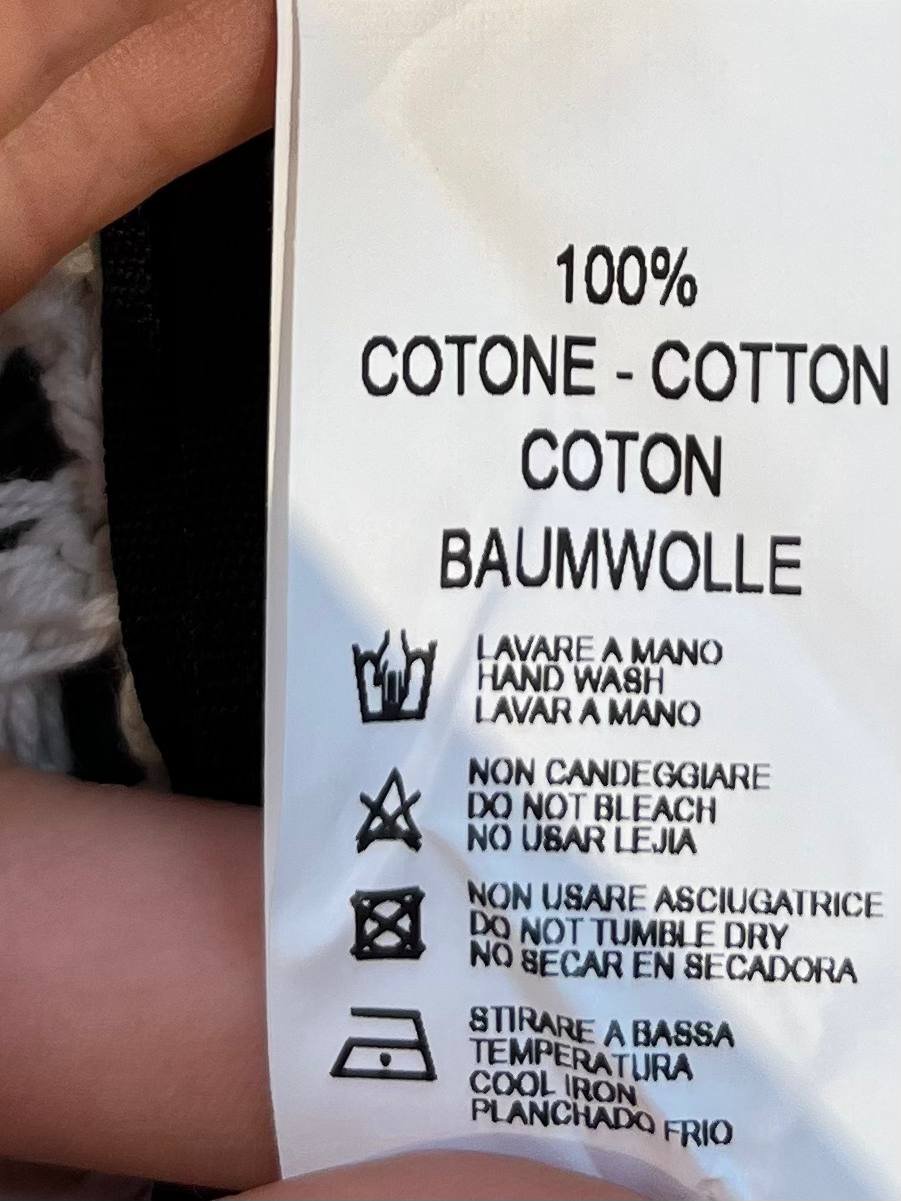 100%
COTONE - COTTON
COTON
BAUMWOLLE
LAVARE A MANO
HAND WASH
LAVAR A MANO
NON CANDEGGIARE
DO NOT BLEACH
NO USAR LEJIA
NON USARE ASCIUGATRICE
DO NOT TUMBLE DRY
NO SECAR EN SECADORA
STIRARE A BASSA
TEMPERATURA
COOL IRON
PLANCHADO FRIO